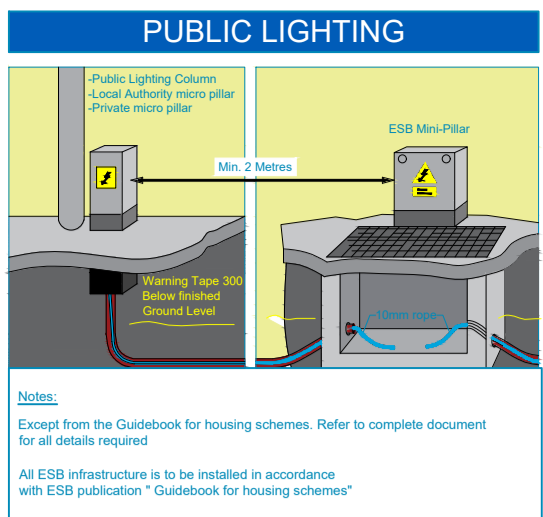 PUBLIC LIGHTING
-Public Lighting Column
-Local Authority micro pillar
-Private micro pillar
ESB Mini-Pillar
Min. 2 Metres
Warning Tape 300
Below finished
Ground Level
10mm rope
Notes:
Except from the Guidebook for housing schemes. Refer to complete document
for all details required
All ESB infrastructure is to be installed in accordance
with ESB publication " Guidebook for housing schemes"